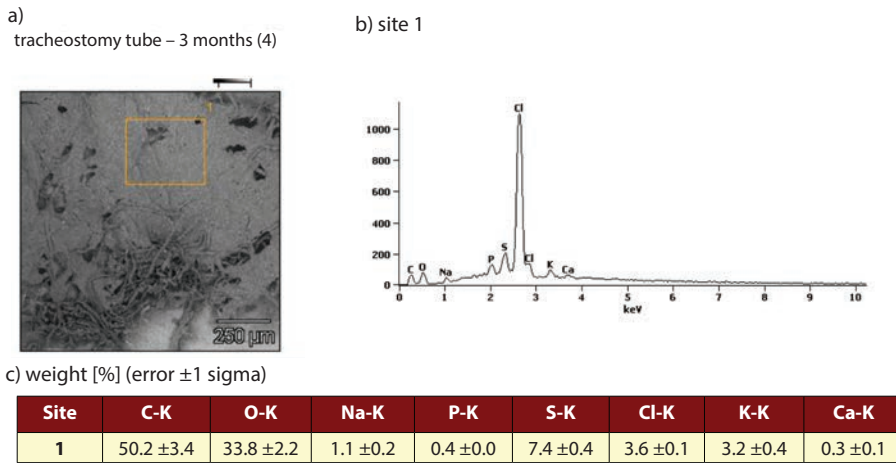 a)
tracheostomy tube – 3 months (4)
1
250 µm
b) site 1
1000
800
600
400
200
0
C O Na P S Cl Cl K Ca
0 1 2 3 4 5 6 7 8 9 10
keV
c) weight [%] (error ±1 sigma)
Site C-K O-K Na-K P-K S-K Cl-K K-K Ca-K
1 50.2 ±3.4 33.8 ±2.2 1.1 ±0.2 0.4 ±0.0 7.4 ±0.4 3.6 ±0.1 3.2 ±0.4 0.3 ±0.1